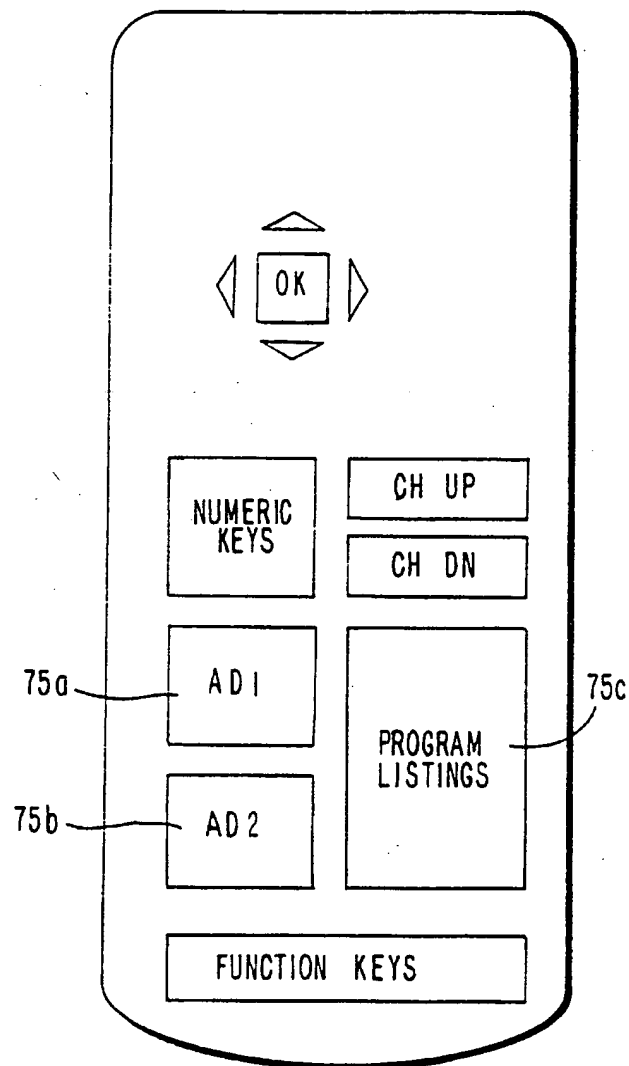 OK
NUMERIC
KEYS
CH UP
CH DN
75a
AD1
75c
PROGRAM
LISTINGS
75b
AD2
FUNCTION KEYS